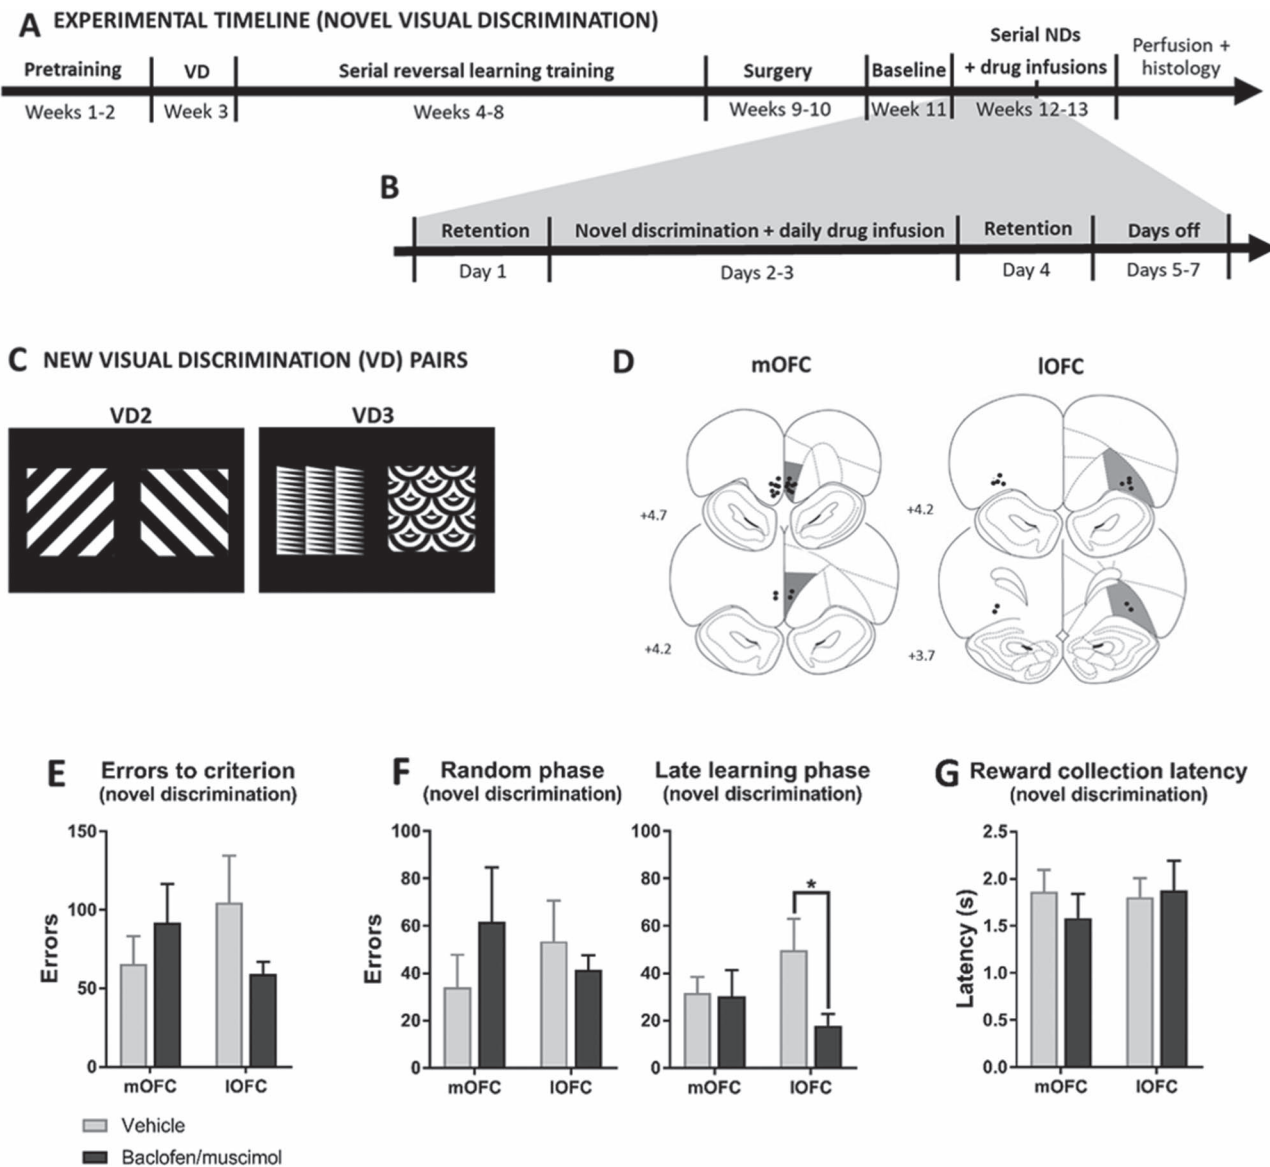 A EXPERIMENTAL TIMELINE (NOVEL VISUAL DISCRIMINATION)
Pretraining
VD
Serial reversal learning training
Surgery
Baseline
Serial NDs
+ drug infusions
Perfusion +
histology
Weeks 1-2
Week 3
Weeks 4-8
Weeks 9-10
Week 11
Weeks 12-13
B
Retention
Novel discrimination + daily drug infusion
Retention
Days off
Day 1
Days 2-3
Day 4
Days 5-7
C NEW VISUAL DISCRIMINATION (VD) PAIRS
VD2
VD3
D
mOFC
lOFC
+4.7
+4.2
+4.2
+3.7
E Errors to criterion
(novel discrimination)
Errors
150
100
50
0
mOFC
lOFC
Vehicle
Baclofen/muscimol
F Random phase
(novel discrimination)
Errors
100
80
60
40
20
0
mOFC
lOFC
Late learning phase
(novel discrimination)
100
80
60
40
20
0
*
mOFC
lOFC
G Reward collection latency
(novel discrimination)
Latency (s)
2.5
2.0
1.5
1.0
0.5
0.0
mOFC
lOFC